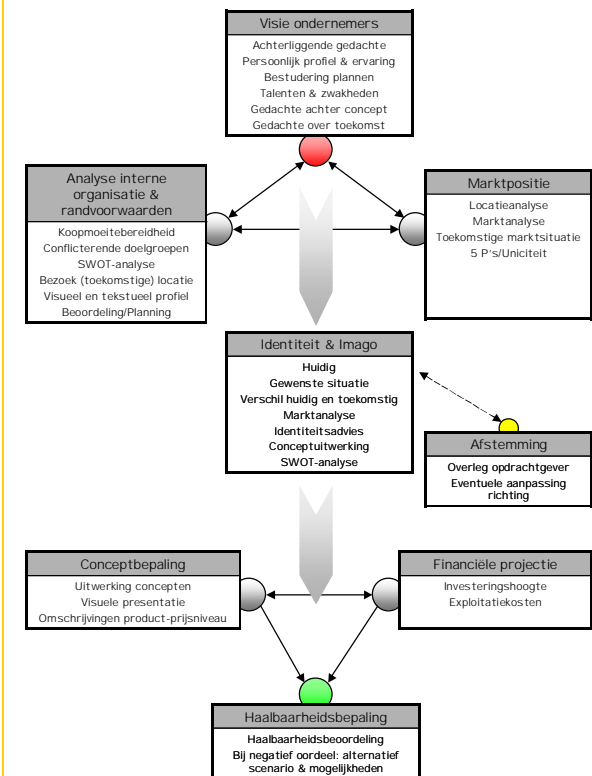 Visie ondernemers
Achterliggende gedachte
Persoonlijk profiel & ervaring
Bestudering plannen
Talenten & zwakheden
Gedachte achter concept
Gedachte over toekomst
Analyse interne
organisatie &
randvoorwaarden
Koopmoeitebereidheid
Conflicterende doelgroepen
SWOT-analyse
Bezoek (toekomstige) locatie
Visueel en tekstueel profiel
Beoordeling/Planning
Marktpositie
Locatieanalyse
Marktanalyse
Toekomstige marktsituatie
5 P's/Uniciteit
Identiteit & Imago
Huidig
Gewenste situatie
Verschil huidig en toekomstig
Marktanalyse
Identiteitsadvies
Conceptuitwerking
SWOT-analyse
Afstemming
Overleg opdrachtgever
Eventuele aanpassing
richting
Conceptbepaling
Uitwerking concepten
Visuele presentatie
Omschrijvingen product-prijsniveau
Financiële projectie
Investeringshoogte
Exploitatiekosten
Haalbaarheidsbepaling
Haalbaarheidsbeoordeling
Bij negatief oordeel: alternatief
scenario & mogelijkheden